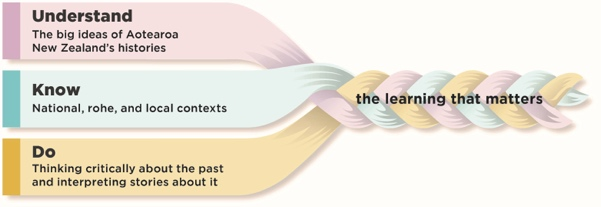 Understand
The big ideas of Aotearoa
New Zealand's histories
Know
National, rohe, and local contexts
Do
Thinking critically about the past
and interpreting stories about it
the learning that matters